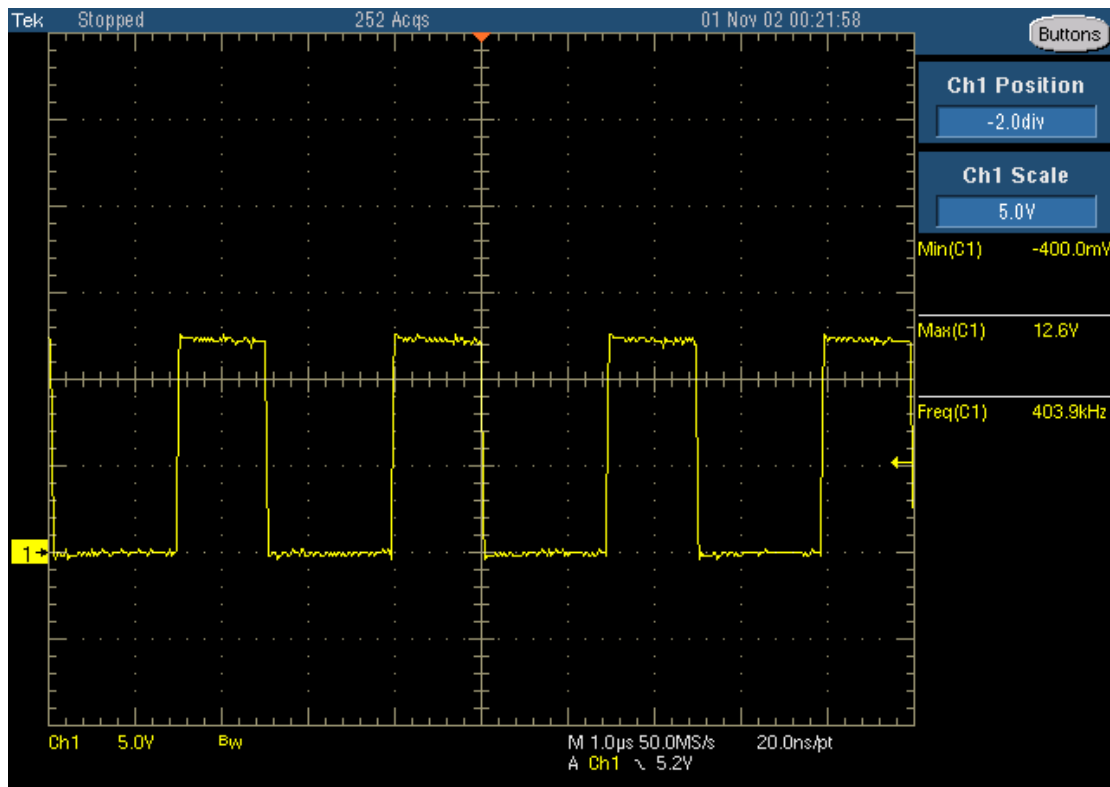 Tek Stopped 252 Acqs 01 Nov 02 00:21:58
Buttons
Ch1 Position
-2.0div
Ch1 Scale
5.0V
Min(C1) -400.0mV
Max(C1) 12.6V
Freq(C1) 403.9kHz
1
Ch1 5.0V BW M 1.0µs 50.0MS/s 20.0ns/pt
A Ch1 5.2V